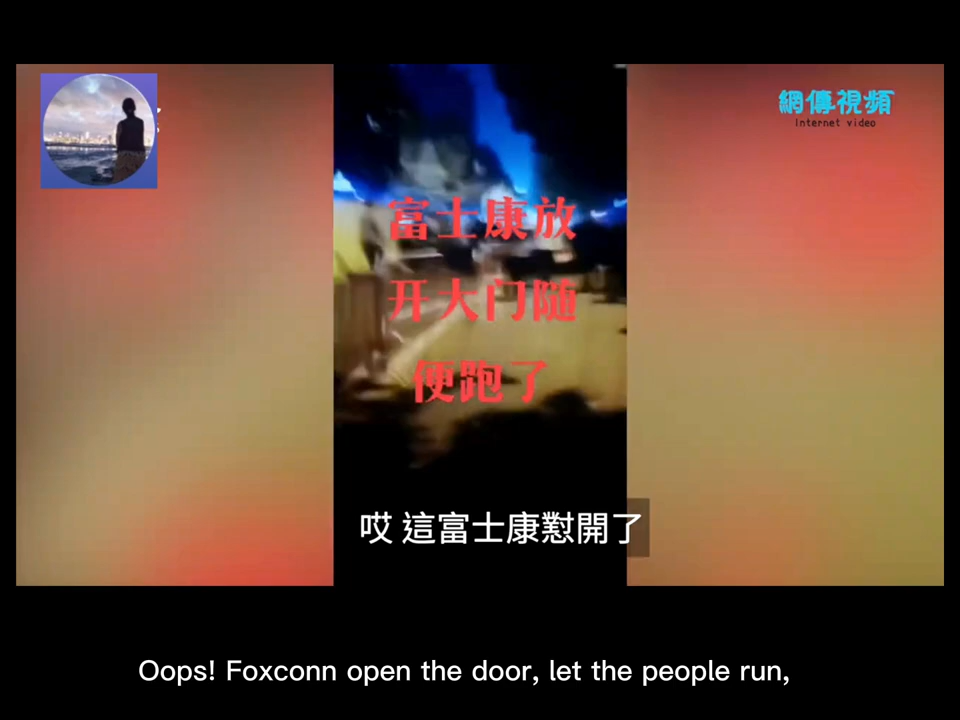 網傳視頻
Internet video
富士康放
开大门随
便跑了
哎 這富士康懟開了
Oops! Foxconn open the door, let the people run,